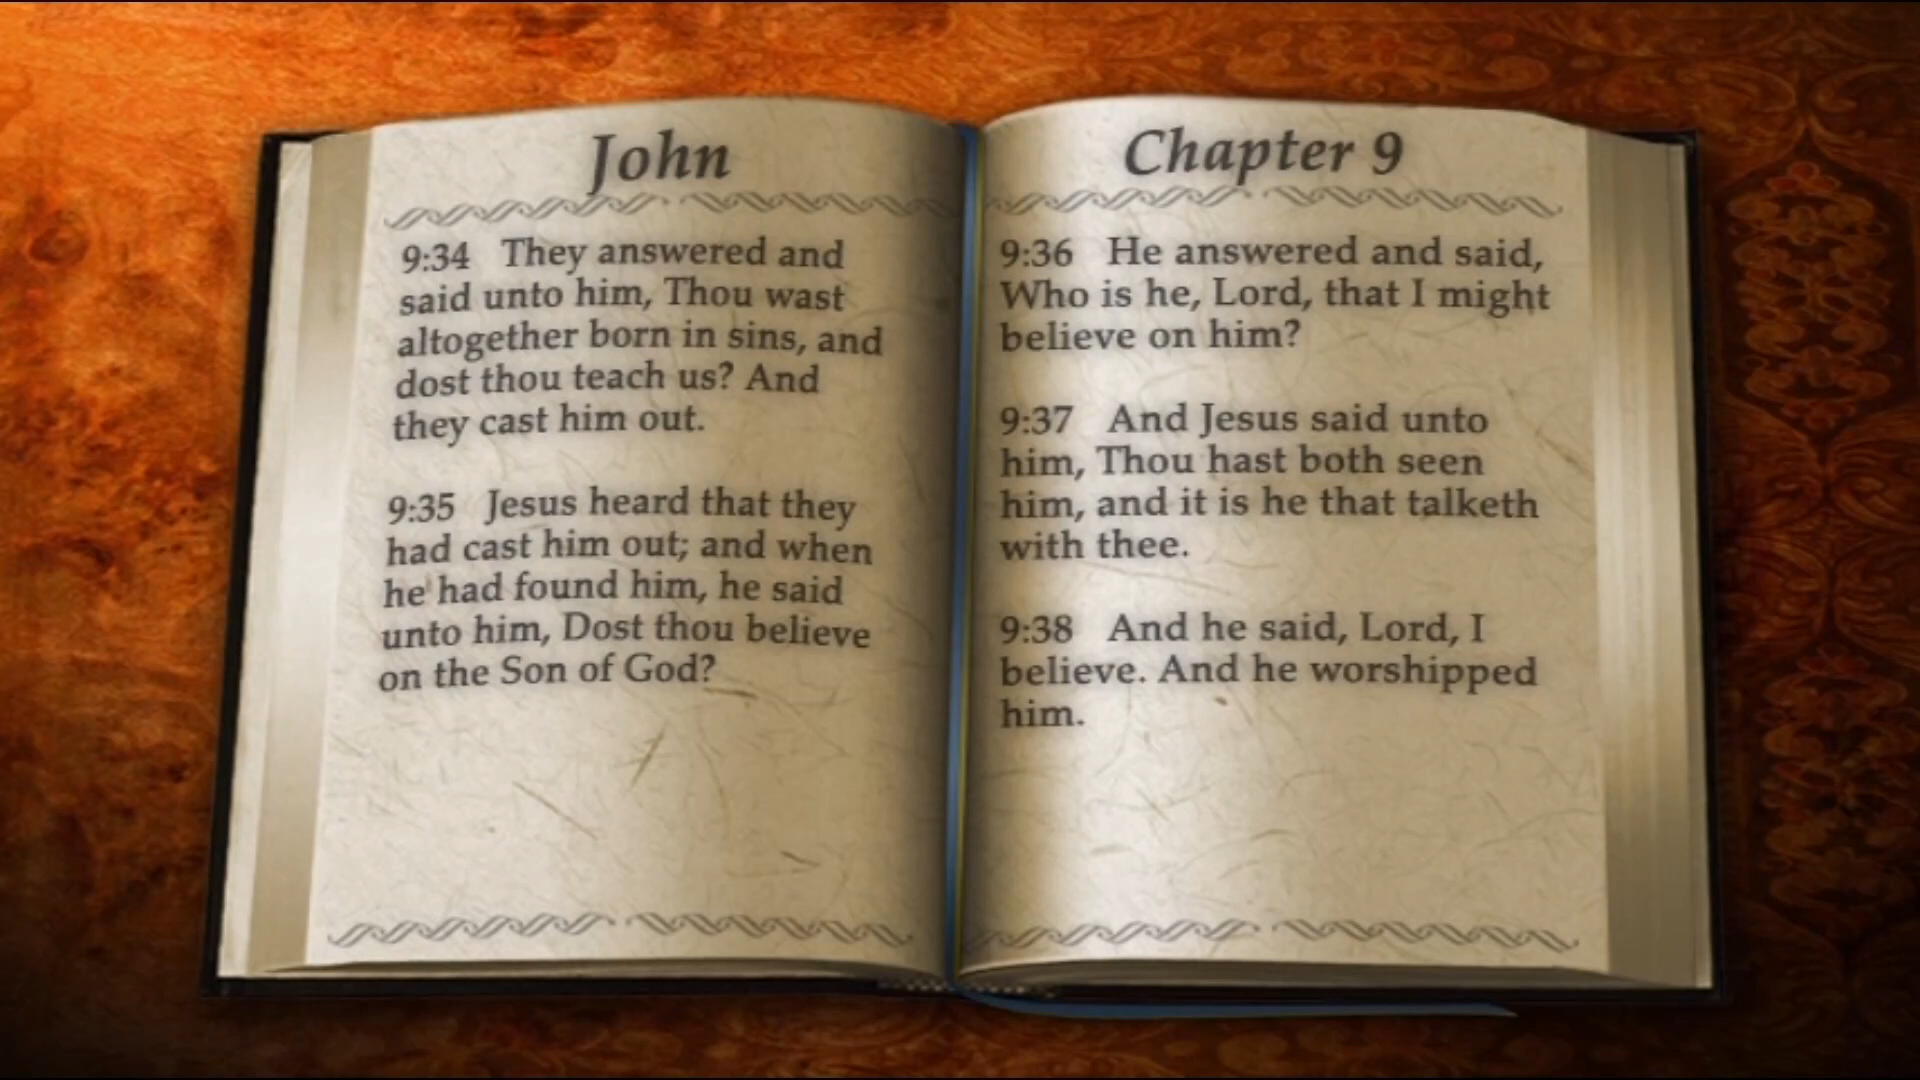 John
9:34 They answered and
said unto him, Thou wast
altogether born in sins, and
dost thou teach us? And
they cast him out.
9:35 Jesus heard that they
had cast him out; and when
he had found him, he said
unto him, Dost thou believe
on the Son of God?
Chapter 9
9:36 He answered and said,
Who is he, Lord, that I might
believe on him?
9:37 And Jesus said unto
him, Thou hast both seen
him, and it is he that talketh
with thee.
9:38 And he said, Lord, I
believe. And he worshipped
him.